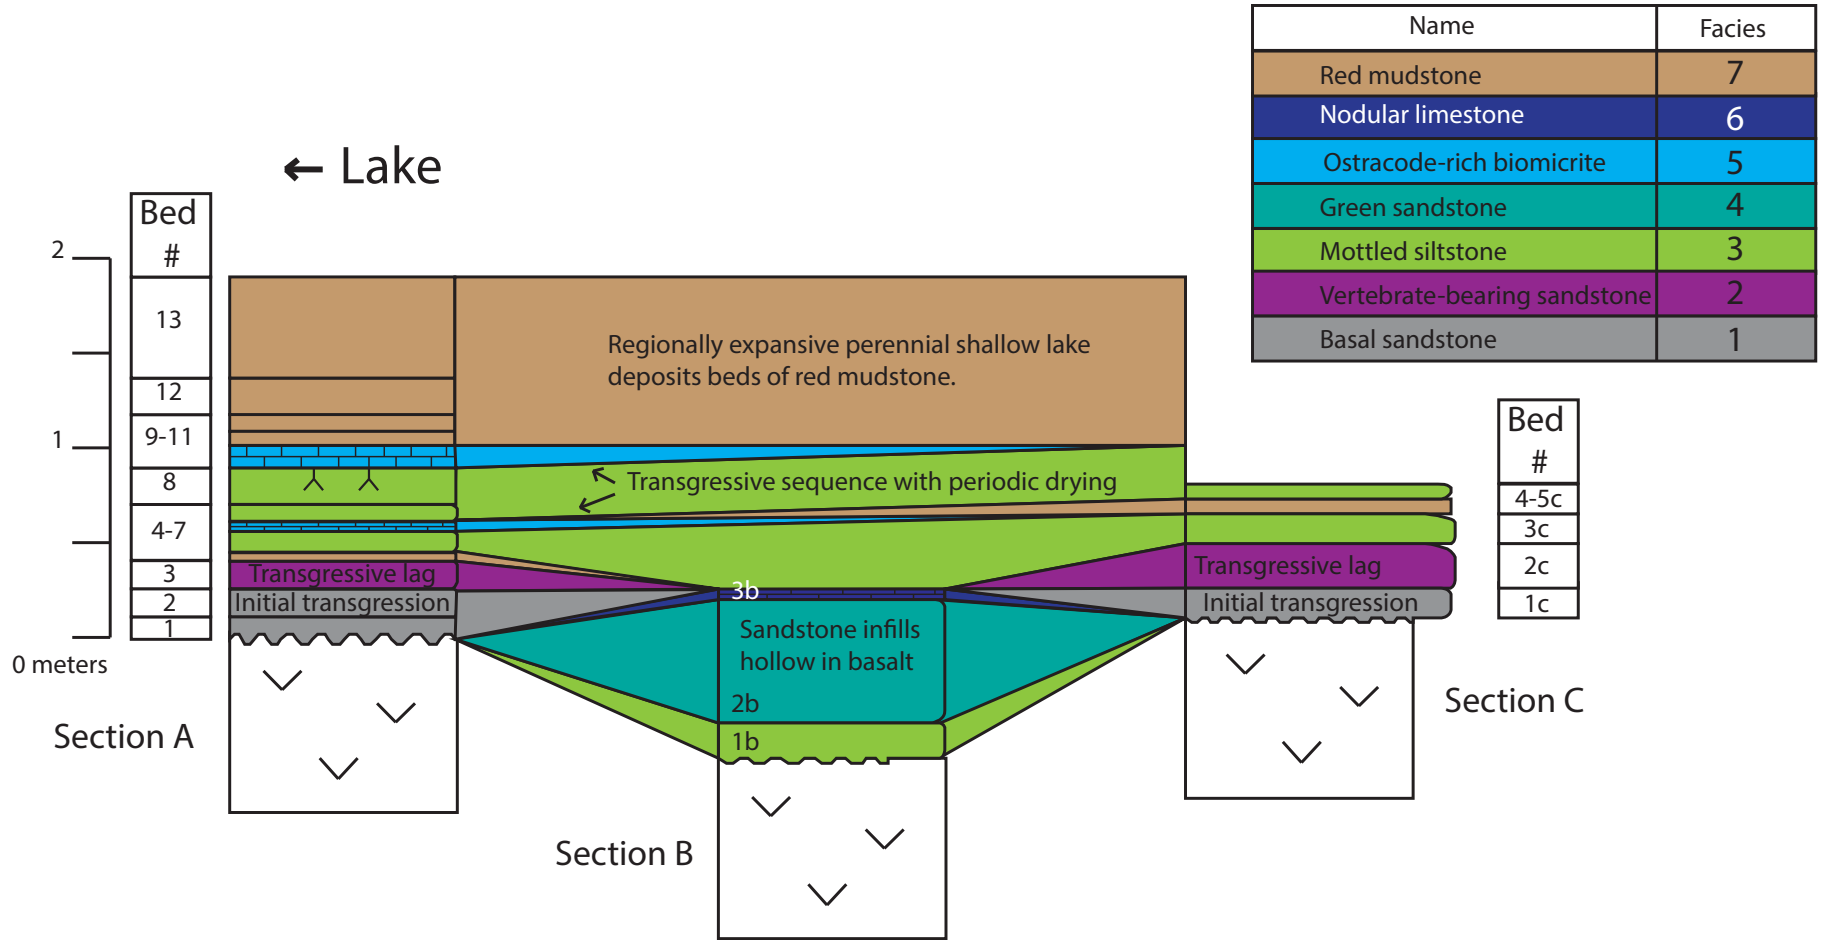 Name Facies
Red mudstone 7
Nodular limestone 6
Ostracode-rich biomicrite 5
Green sandstone 4
Mottled siltstone 3
Vertebrate-bearing sandstone 2
Basal sandstone 1
← Lake
Bed
#
13
12
9-11
8
4-7
3
2
1
2
1
0 meters
Regionally expansive perennial shallow lake
deposits beds of red mudstone.
Transgressive sequence with periodic drying
Transgressive lag
Initial transgression
3b
Sandstone infills
hollow in basalt
2b
1b
Transgressive lag
Initial transgression
Bed
#
4-5c
3c
2c
1c
Section A
Section B
Section C